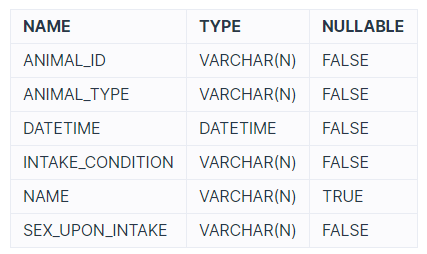 NAME TYPE NULLABLE
ANIMAL_ID VARCHAR(N) FALSE
ANIMAL_TYPE VARCHAR(N) FALSE
DATETIME DATETIME FALSE
INTAKE_CONDITION VARCHAR(N) FALSE
NAME VARCHAR(N) TRUE
SEX_UPON_INTAKE VARCHAR(N) FALSE